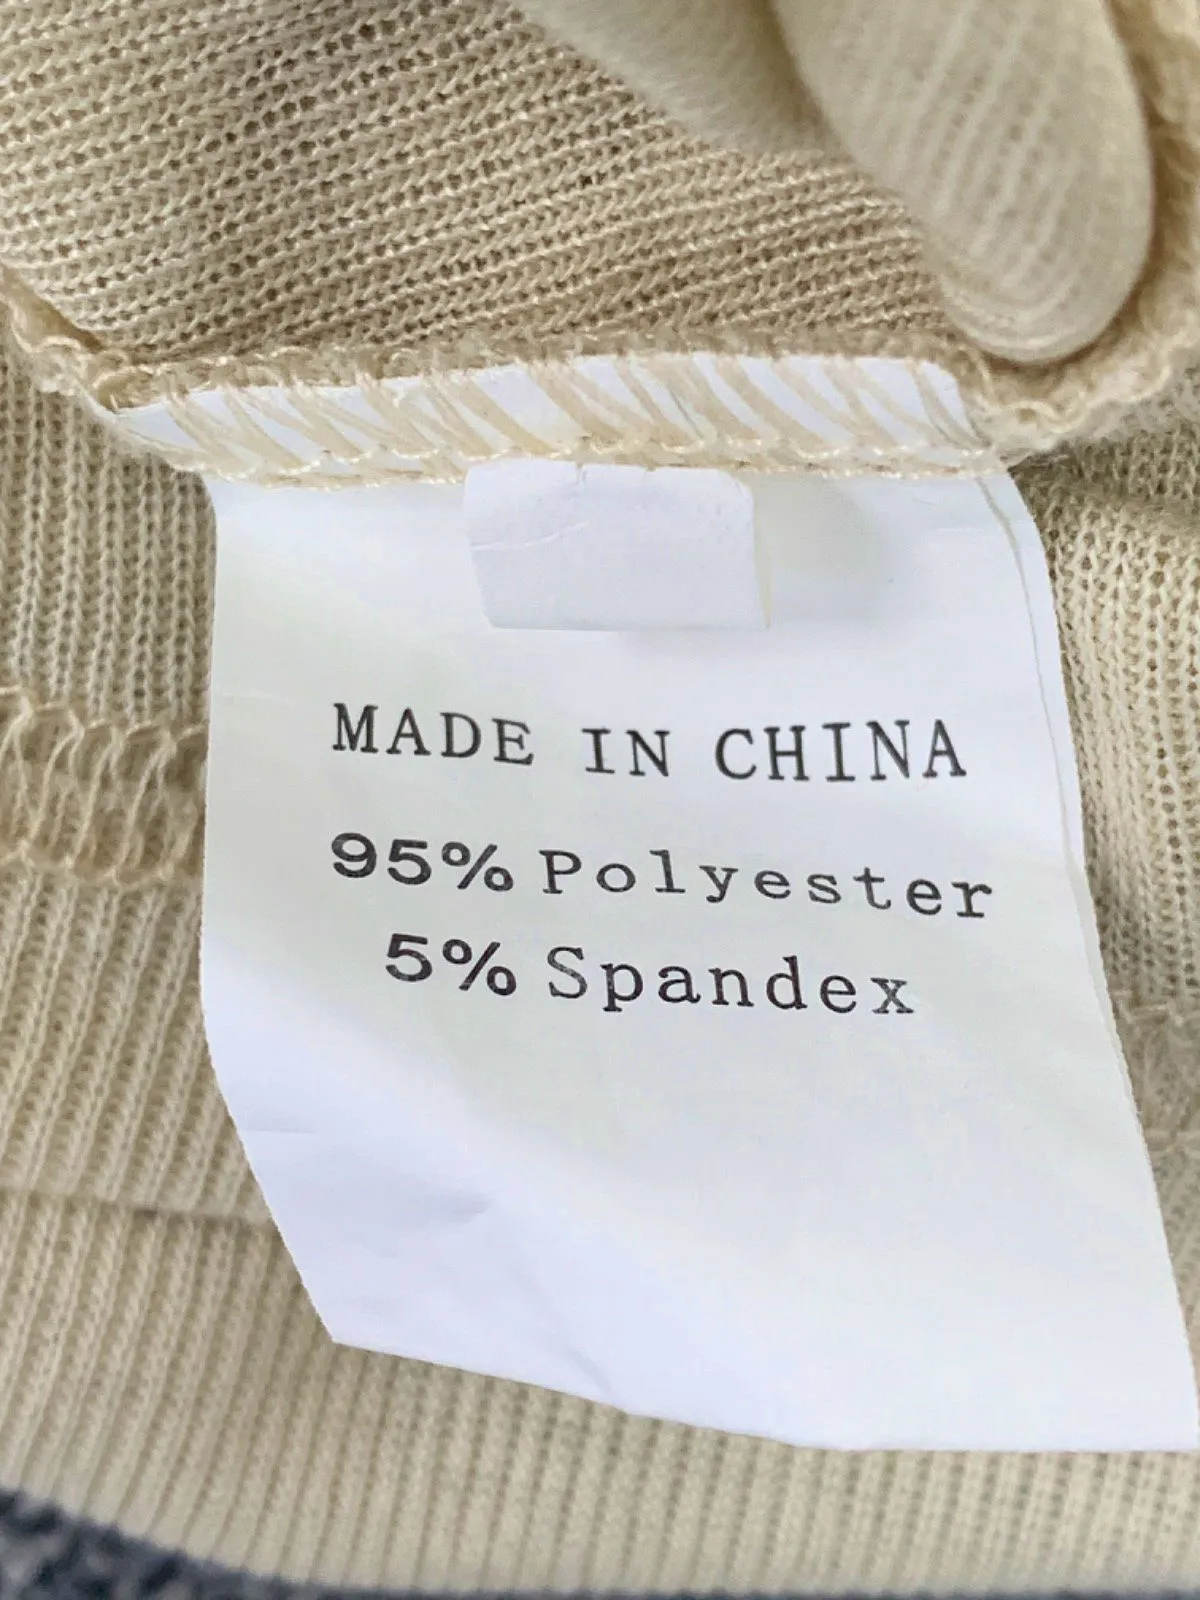 MADE IN CHINA
95% Polyester
5% Spandex